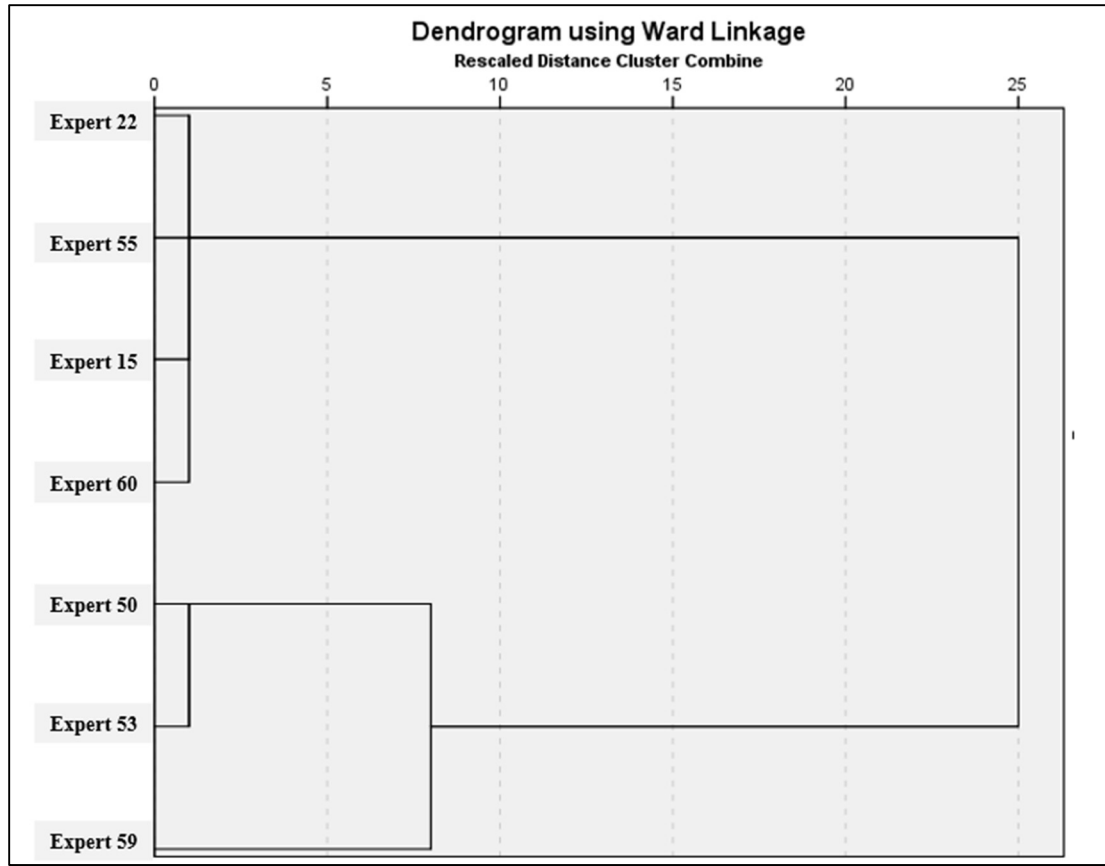 Dendrogram using Ward Linkage
Rescaled Distance Cluster Combine
0 5 10 15 20 25
Expert 22
Expert 55
Expert 15
Expert 60
Expert 50
Expert 53
Expert 59